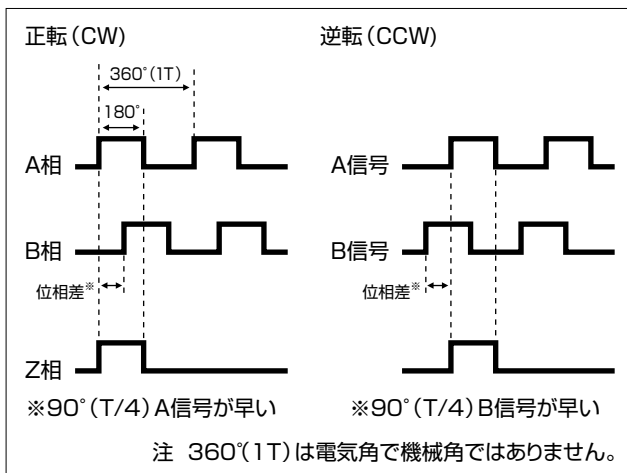 正転(CW)
逆転(CCW)
360°(1T)
180°
A相
A信号
B相
B信号
位相差※
位相差※
Z相
※90°(T/4)A信号が早い
※90°(T/4)B信号が早い
注 360°(1T)は電気角で機械角ではありません。